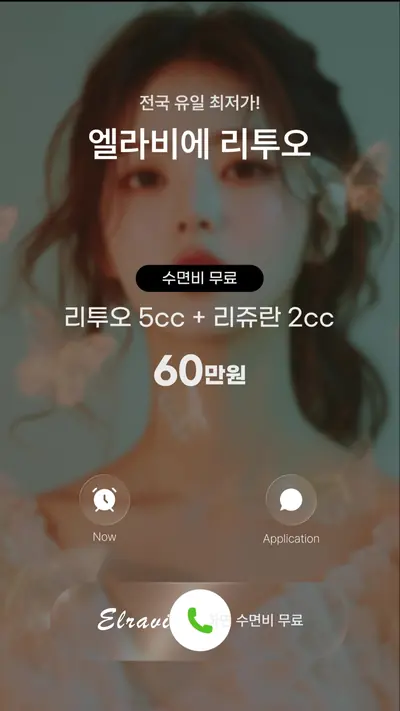 전국 유일 최저가!
엘라비에 리투오
수면비 무료
리투오 5cc + 리쥬란 2cc
60만원
Now
Application
Elravi
수면비 무료